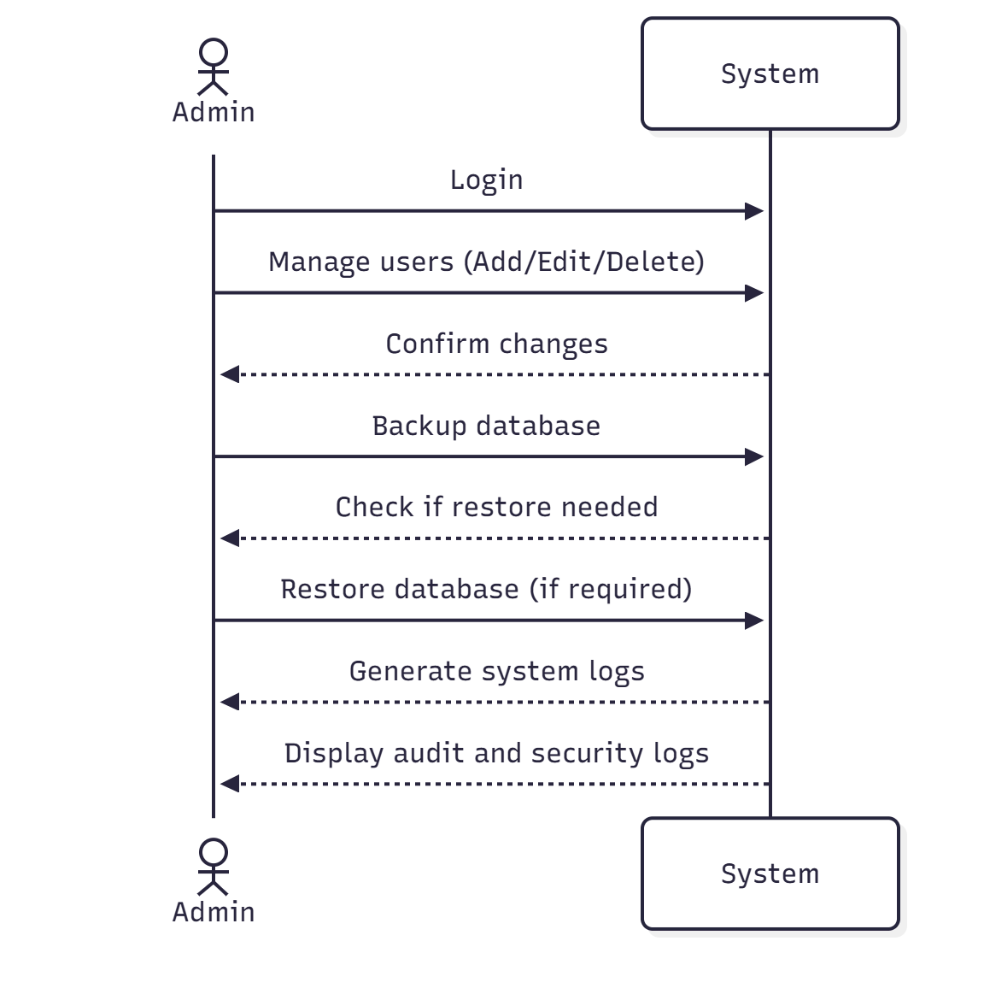 Admin
System
Login
Manage users (Add/Edit/Delete)
Confirm changes
Backup database
Check if restore needed
Restore database (if required)
Generate system logs
Display audit and security logs
Admin
System